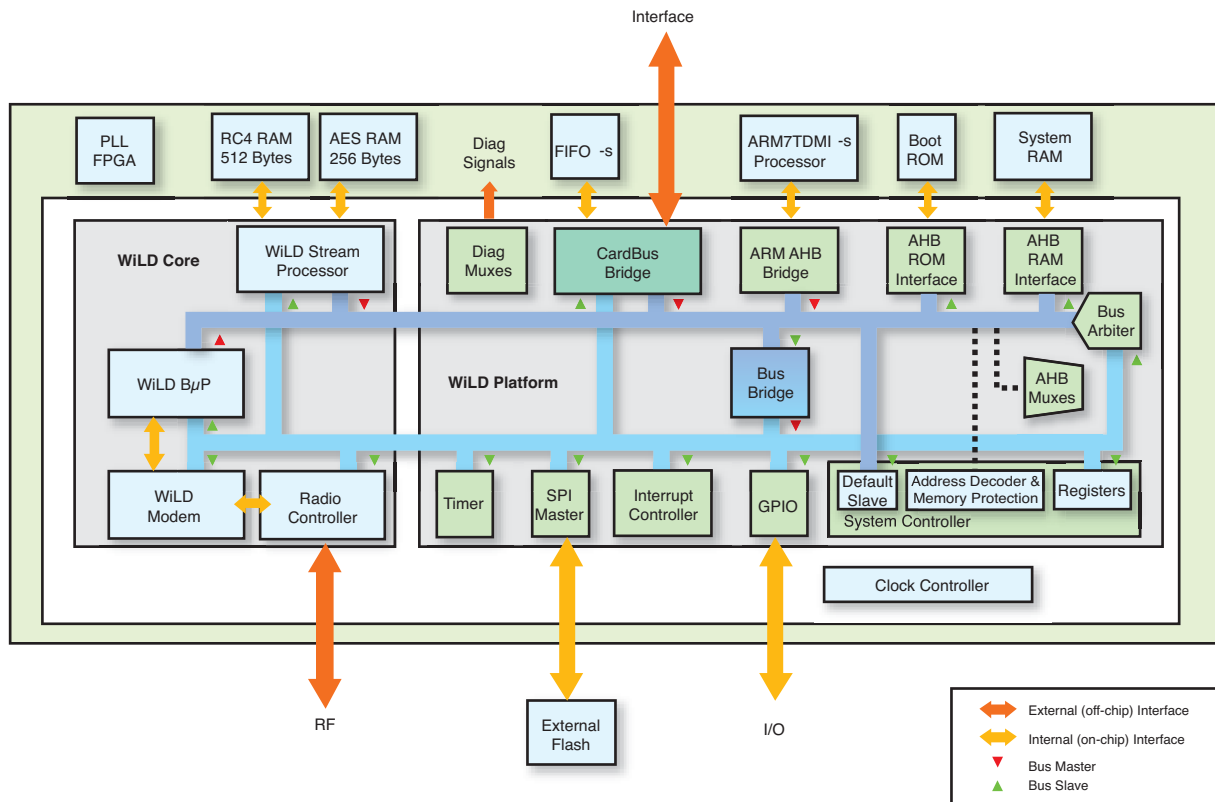 Interface
PLL
FPGA
RC4 RAM
512 Bytes
AES RAM
256 Bytes
Diag
Signals
FIFO -s
ARM7TDMI -s
Processor
Boot
ROM
System
RAM
WiLD Core
WiLD Stream
Processor
Diag
Muxes
CardBus
Bridge
ARM AHB
Bridge
AHB
ROM
Interface
AHB
RAM
Interface
Bus
Arbiter
WiLD BµP
WiLD Platform
Bus
Bridge
AHB
Muxes
WiLD
Modem
Radio
Controller
Timer
SPI
Master
Interrupt
Controller
GPIO
Default
Slave
Address Decoder &
Memory Protection
Registers
System Controller
Clock Controller
RF
External
Flash
I/O
External (off-chip) Interface
Internal (on-chip) Interface
Bus Master
Bus Slave